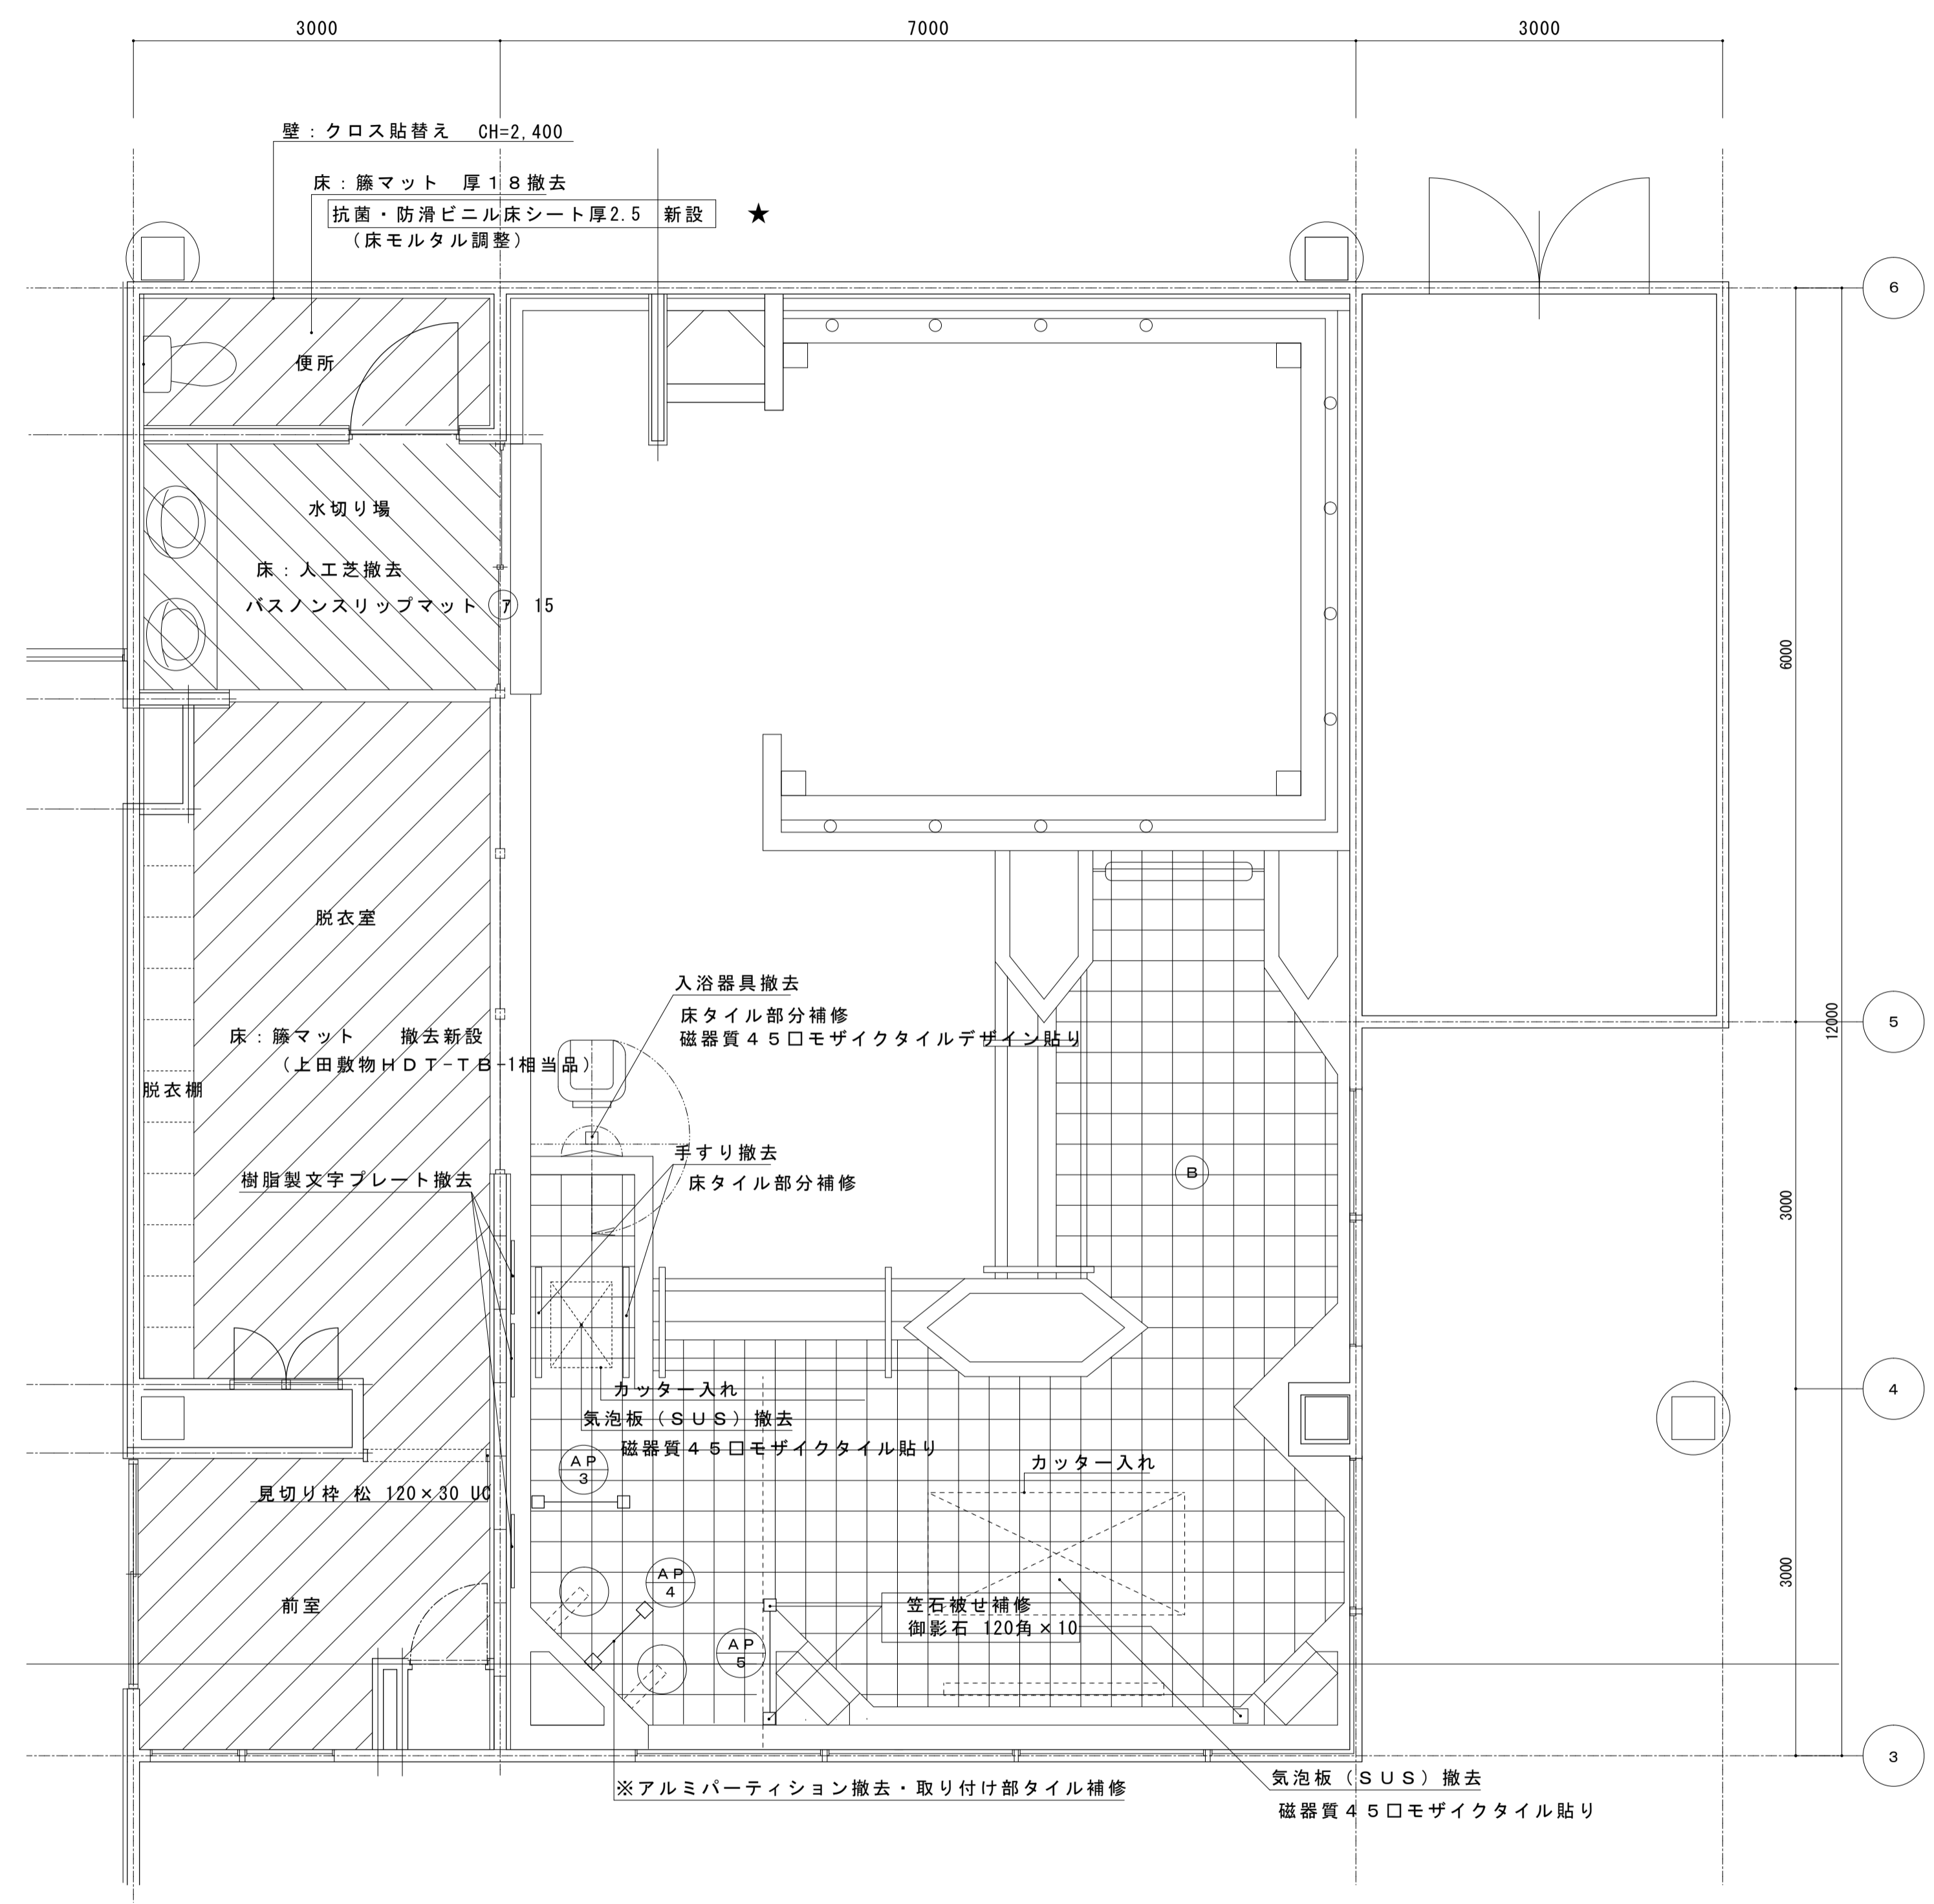 3000
7000
3000
壁：クロス貼替え　CH=2,400
床：籐マット　厚１８撤去
抗菌・防滑ビニル床シート厚2.5　新設　★
（床モルタル調整）
6
便所
水切り場
床：人工芝撤去
バスノンスリップマット　7　15
6000
脱衣室
入浴器具撤去
床タイル部分補修
磁器質４５口モザイクタイルデザイン貼り
5
12000
床：籐マット　　撤去新設
（上田敷物ＨＤＴ-ＴＢ-1相当品）
脱衣棚
手すり撤去
床タイル部分補修
樹脂製文字プレート撤去
B
3000
カッター入れ
気泡板（ＳＵＳ）撤去
磁器質４５口モザイクタイル貼り
4
カッター入れ
AP
3
見切り枠 松 120×30 UC
AP
4
3000
前室
笠石被せ補修
御影石 120角×10
AP
5
3
※アルミパーティション撤去・取り付け部タイル補修
気泡板（ＳＵＳ）撤去
磁器質４５口モザイクタイル貼り